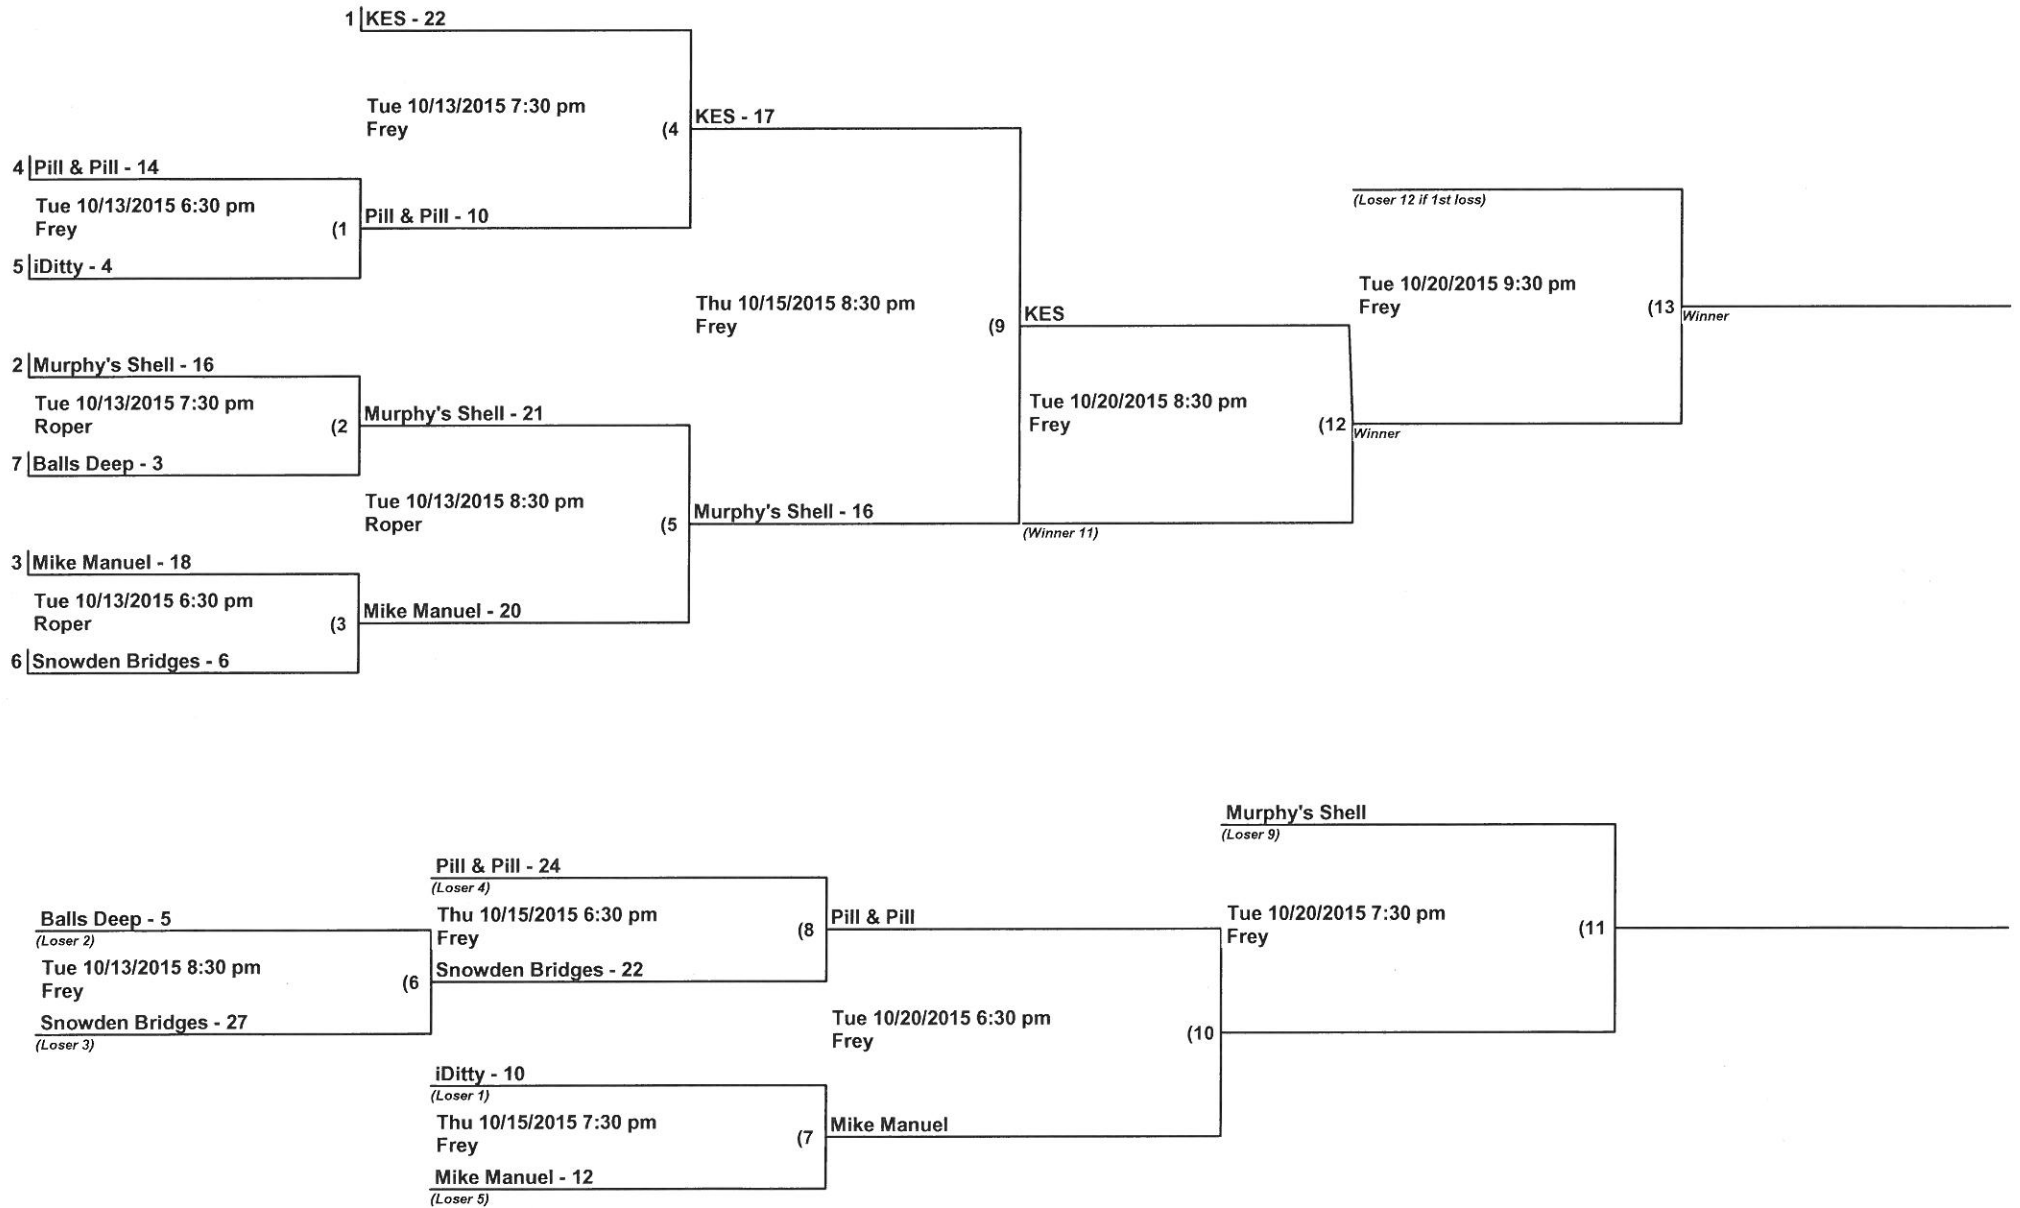 1 KES - 22
Tue 10/13/2015 7:30 pm
Frey
(4
KES - 17
4 Pill & Pill - 14
Tue 10/13/2015 6:30 pm
Frey
(1
Pill & Pill - 10
5 iDitty - 4
(Loser 12 if 1st loss)
Tue 10/20/2015 9:30 pm
Frey
(13
Winner
Thu 10/15/2015 8:30 pm
Frey
(9
KES
2 Murphy's Shell - 16
Tue 10/13/2015 7:30 pm
Roper
(2
Murphy's Shell - 21
7 Balls Deep - 3
Tue 10/20/2015 8:30 pm
Frey
(12
Winner
Tue 10/13/2015 8:30 pm
Roper
(5
Murphy's Shell - 16
(Winner 11)
3 Mike Manuel - 18
Tue 10/13/2015 6:30 pm
Roper
(3
Mike Manuel - 20
6 Snowden Bridges - 6
Murphy's Shell
(Loser 9)
Pill & Pill - 24
(Loser 4)
Thu 10/15/2015 6:30 pm
Frey
(8
Pill & Pill
Tue 10/20/2015 7:30 pm
Frey
(11
Balls Deep - 5
(Loser 2)
Tue 10/13/2015 8:30 pm
Frey
(6
Snowden Bridges - 22
Snowden Bridges - 27
(Loser 3)
Tue 10/20/2015 6:30 pm
Frey
(10
iDitty - 10
(Loser 1)
Thu 10/15/2015 7:30 pm
Frey
(7
Mike Manuel
Mike Manuel - 12
(Loser 5)